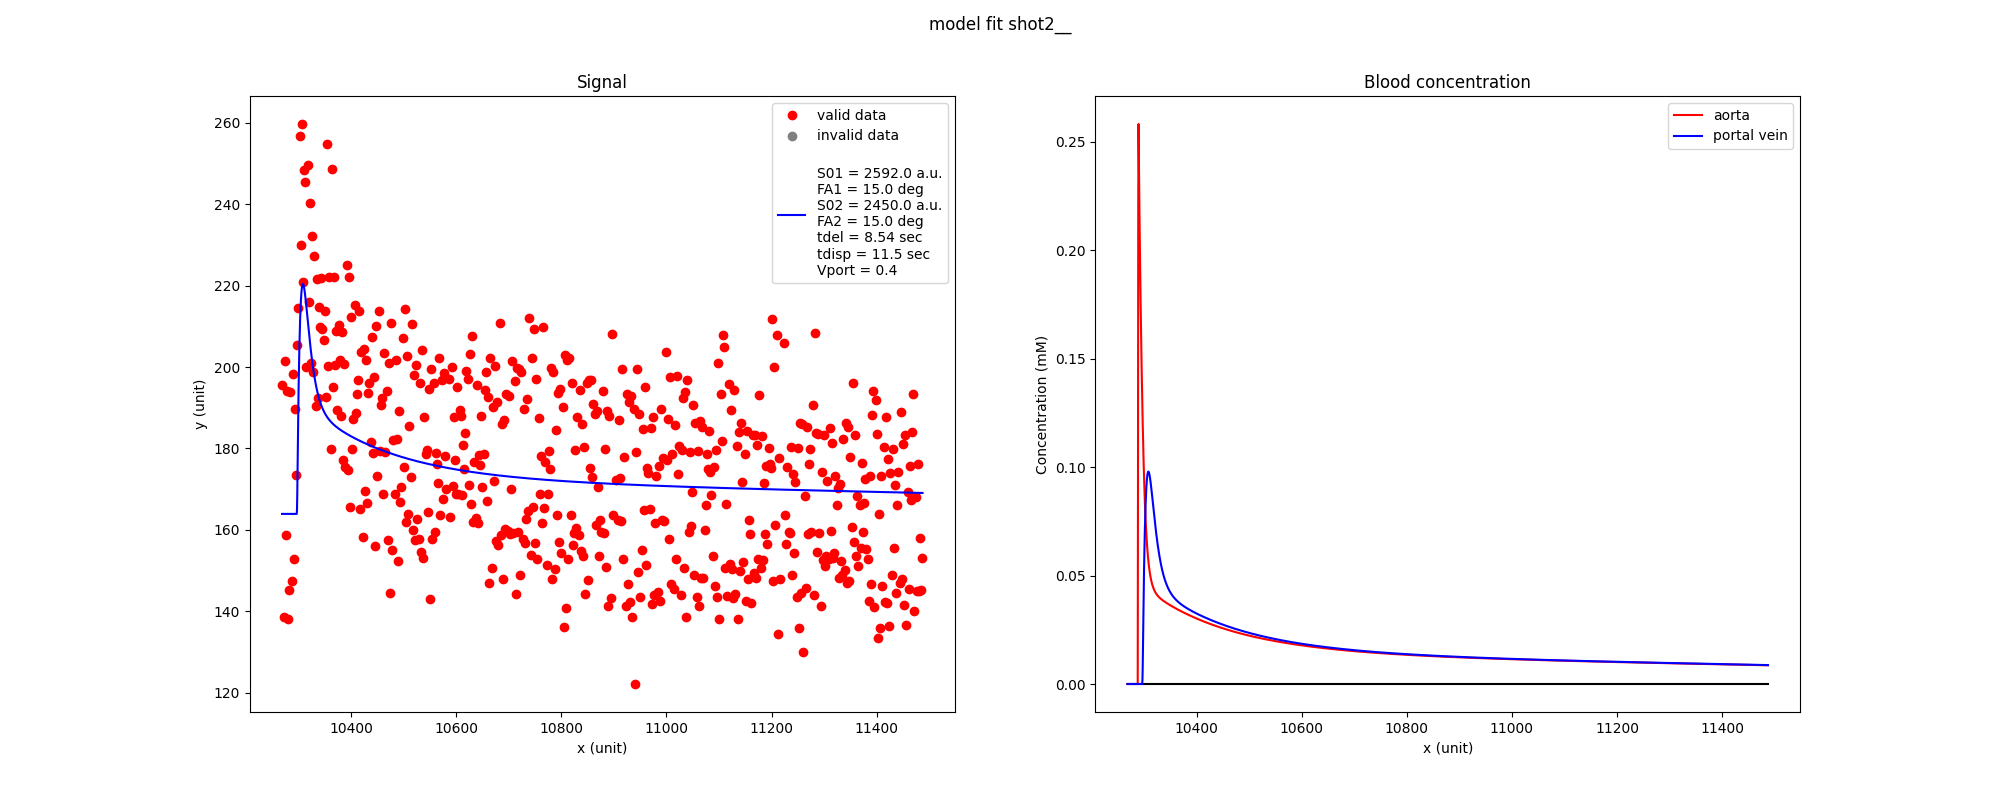 model fit shot2__
Signal
Blood concentration
260
240
220
200
180
160
140
120
y (unit)
10400 10600 10800 11000 11200 11400
x (unit)
valid data
invalid data
S01 = 2592.0 a.u.
FA1 = 15.0 deg
S02 = 2450.0 a.u.
FA2 = 15.0 deg
tdel = 8.54 sec
tdisp = 11.5 sec
Vport = 0.4
0.25
0.20
0.15
0.10
0.05
0.00
Concentration (mM)
10400 10600 10800 11000 11200 11400
x (unit)
aorta
portal vein